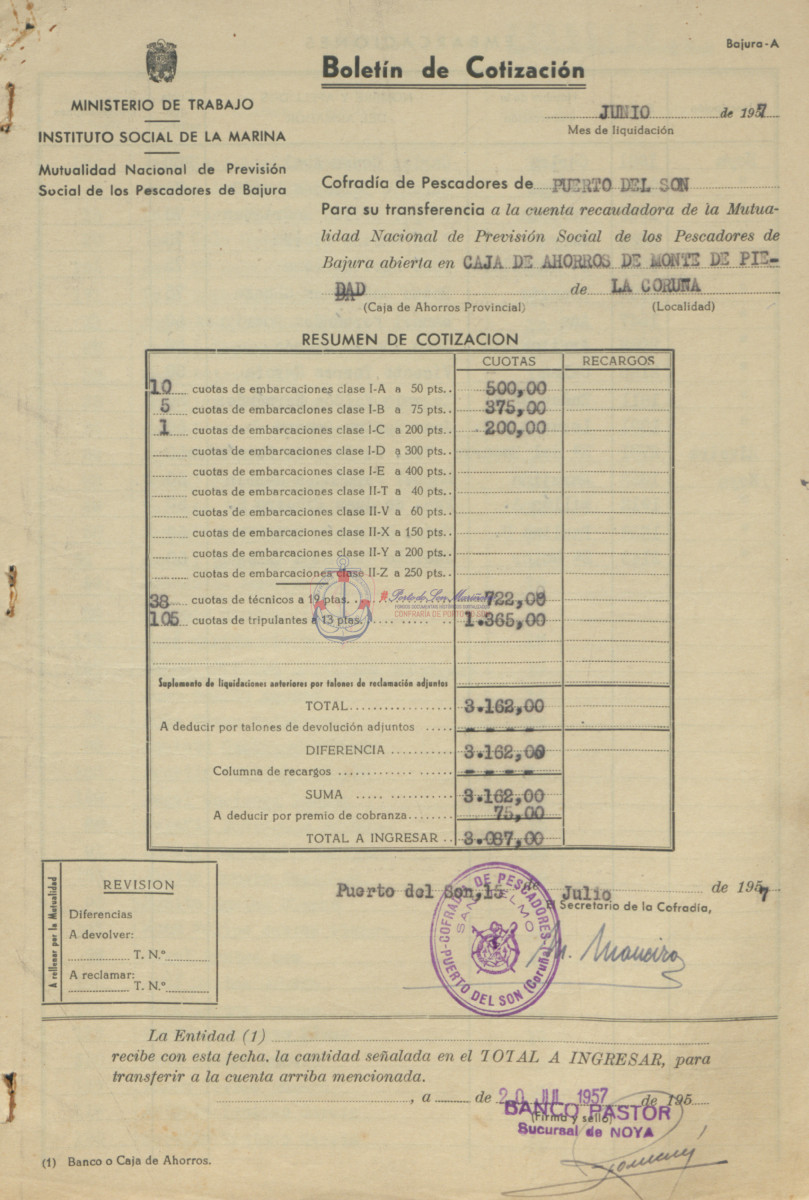 Bajura-A
Boletín de Cotización
MINISTERIO DE TRABAJO
INSTITUTO SOCIAL DE LA MARINA
Mutualidad Nacional de Previsión
Social de los Pescadores de Bajura
JUNIO de 1957
Mes de liquidación
Cofradía de Pescadores de PUERTO DEL SON
Para su transferencia a la cuenta recaudadora de la Mutua-
lidad Nacional de Previsión Social de los Pescadores de
Bajura abierta en CAJA DE AHORROS DE MONTE DE PIE-
DAD de LA CORUÑA
(Caja de Ahorros Provincial) (Localidad)
RESUMEN DE COTIZACION
CUOTAS RECARGOS
10 cuotas de embarcaciones clase I-A a 50 pts.. 500,00
5 cuotas de embarcaciones clase I-B a 75 pts.. 375,00
1 cuotas de embarcaciones clase I-C a 200 pts.. 200,00
cuotas de embarcaciones clase I-D a 300 pts..
cuotas de embarcaciones clase I-E a 400 pts..
cuotas de embarcaciones clase II-T a 40 pts..
cuotas de embarcaciones clase II-V a 60 pts..
cuotas de embarcaciones clase II-X a 150 pts..
cuotas de embarcaciones clase II-Y a 200 pts..
cuotas de embarcaciones clase II-Z a 250 pts..
38 cuotas de técnicos a 19 ptas. 722,00
105 cuotas de tripulantes a 13 ptas. 1.365,00
Suplemento de liquidaciones anteriores por talones de reclamación adjuntos
TOTAL 3.162,00
A deducir por talones de devolución adjuntos - - - -
DIFERENCIA 3.162,00
Columna de recargos - - - -
SUMA 3.162,00
A deducir por premio de cobranza 75,00
TOTAL A INGRESAR 3.087,00
A rellenar por la Mutualidad
REVISION
Diferencias
A devolver:
T. N.º
A reclamar:
T. N.º
Puerto del Son, 15 de Julio de 1957
El Secretario de la Cofradía,
COFRADIA DE PESCADORES
SAN TELMO
PUERTO DEL SON (Coruña)
La Entidad (1)
recibe con esta fecha, la cantidad señalada en el TOTAL A INGRESAR, para
transferir a la cuenta arriba mencionada.
, a de 20 JUL 1957 de 195
BANCO PASTOR
(Firma y sello)
Sucursal de NOYA
(1) Banco o Caja de Ahorros.